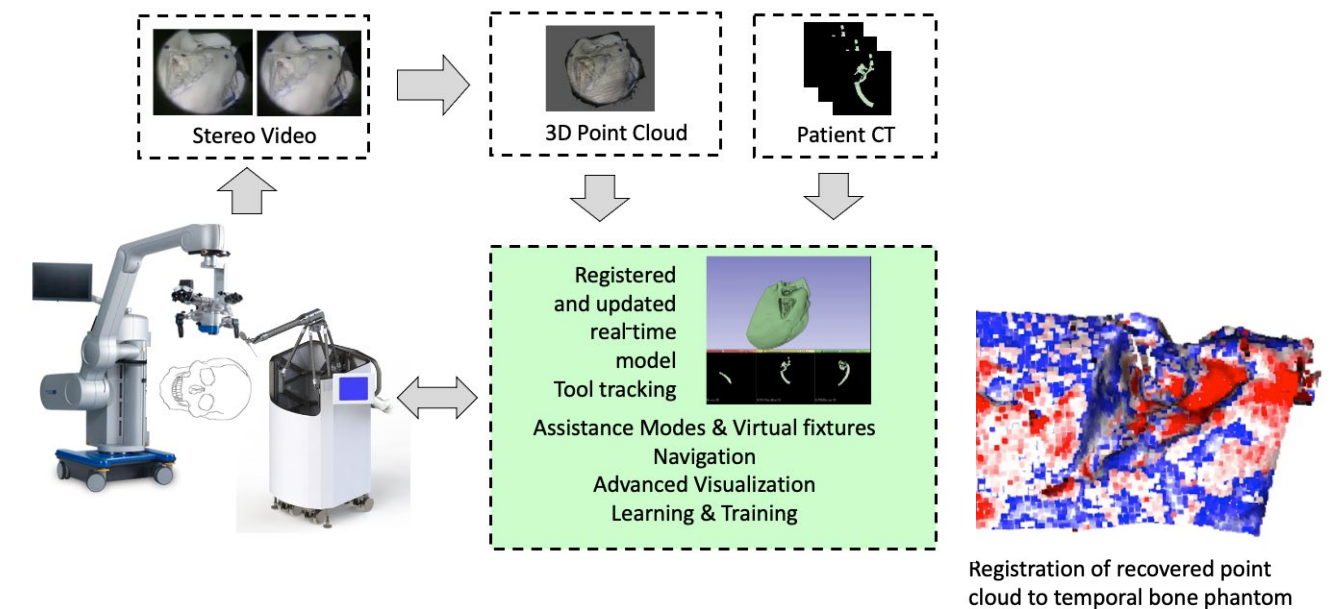 Stereo Video
3D Point Cloud
Patient CT
Registered
and updated
real-time
model
Tool tracking
Assistance Modes & Virtual fixtures
Navigation
Advanced Visualization
Learning & Training
Registration of recovered point
cloud to temporal bone phantom